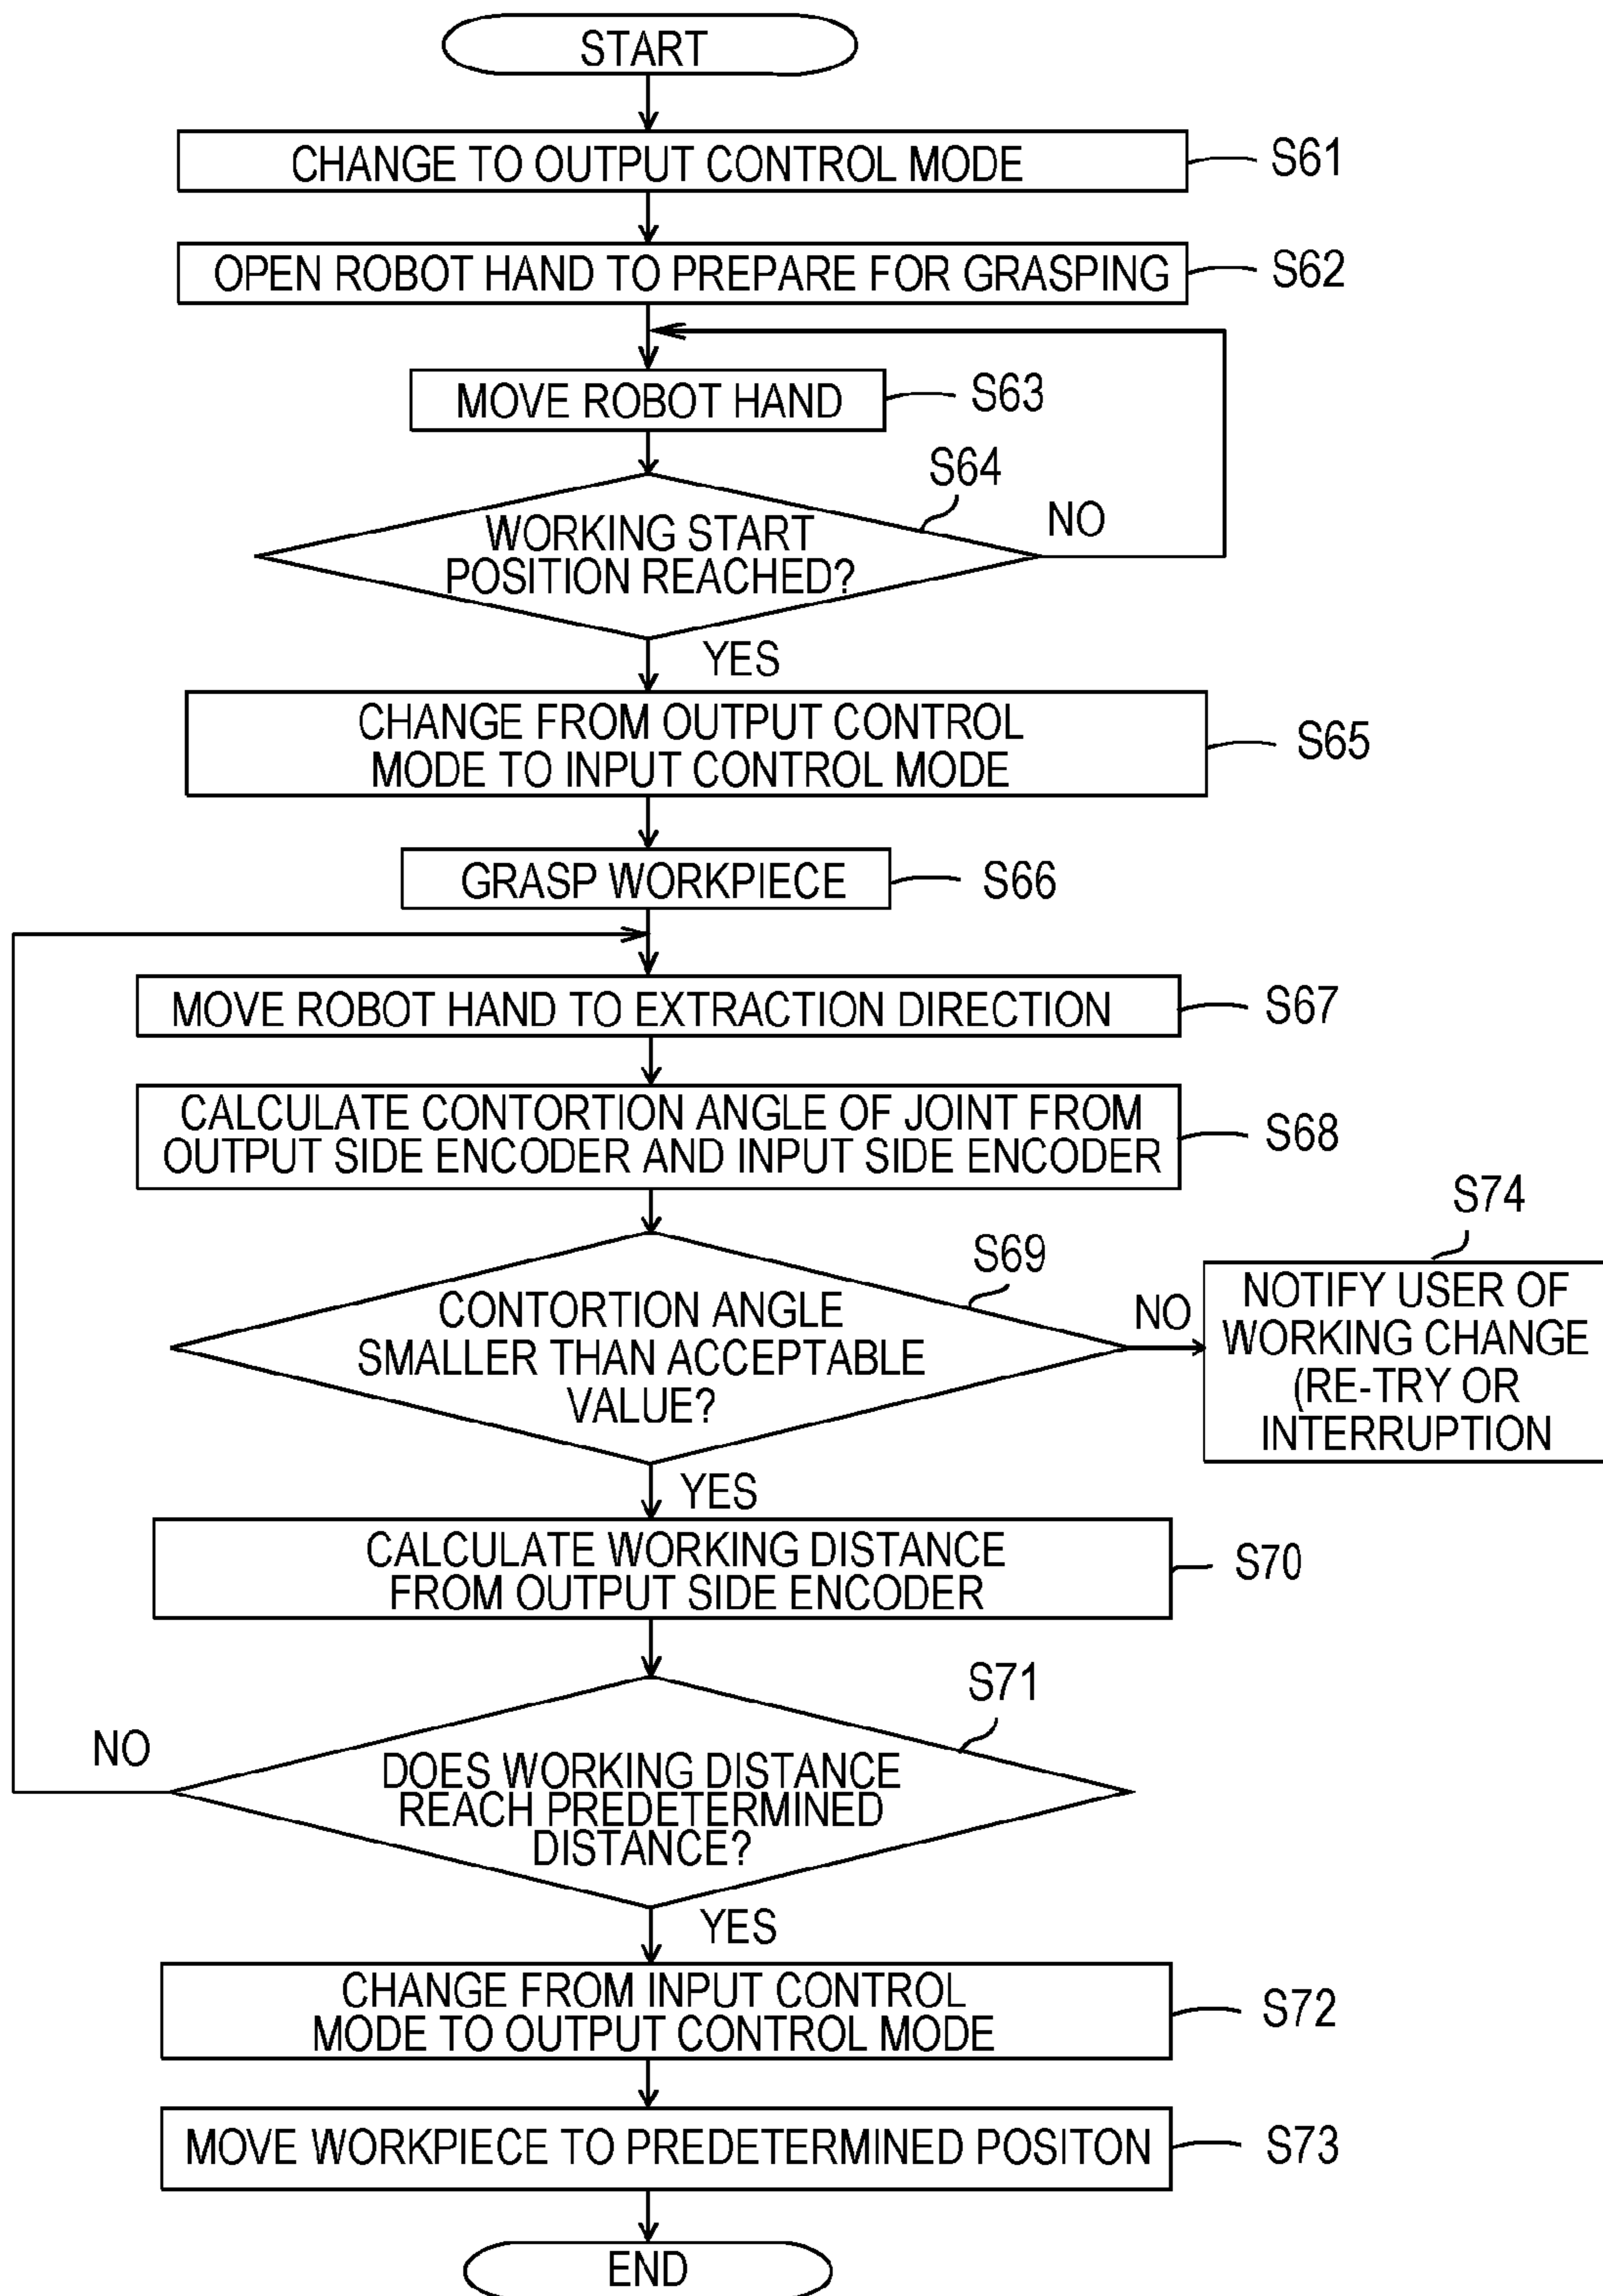 START
CHANGE TO OUTPUT CONTROL MODE
S61
OPEN ROBOT HAND TO PREPARE FOR GRASPING
S62
MOVE ROBOT HAND
S63
S64
WORKING START
POSITION REACHED?
NO
YES
CHANGE FROM OUTPUT CONTROL
MODE TO INPUT CONTROL MODE
S65
GRASP WORKPIECE
S66
MOVE ROBOT HAND TO EXTRACTION DIRECTION
S67
CALCULATE CONTORTION ANGLE OF JOINT FROM
OUTPUT SIDE ENCODER AND INPUT SIDE ENCODER
S68
S69
CONTORTION ANGLE
SMALLER THAN ACCEPTABLE
VALUE?
NO
S74
NOTIFY USER OF
WORKING CHANGE
(RE-TRY OR
INTERRUPTION
YES
CALCULATE WORKING DISTANCE
FROM OUTPUT SIDE ENCODER
S70
S71
DOES WORKING DISTANCE
REACH PREDETERMINED
DISTANCE?
NO
YES
CHANGE FROM INPUT CONTROL
MODE TO OUTPUT CONTROL MODE
S72
MOVE WORKPIECE TO PREDETERMINED POSITON
S73
END